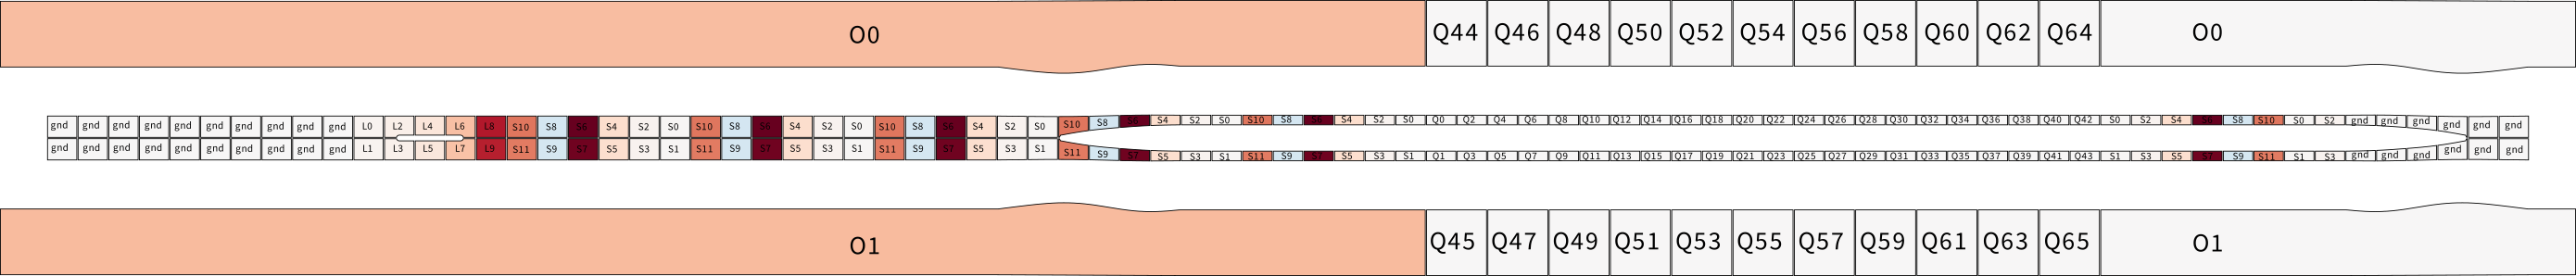 O0 Q44 Q46 Q48 Q50 Q52 Q54 Q56 Q58 Q60 Q62 Q64 O0
gnd gnd gnd gnd gnd gnd gnd gnd gnd gnd L0 L2 L4 L6 L8 S10 S8 S6 S4 S2 S0 S10 S8 S6 S4 S2 S0 S10 S8 S6 S4 S2 S0 S10 S8 S6 S4 S2 S0 S10 S8 S6 S4 S2 S0 Q0 Q2 Q4 Q6 Q8 Q10 Q12 Q14 Q16 Q18 Q20 Q22 Q24 Q26 Q28 Q30 Q32 Q34 Q36 Q38 Q40 Q42 S0 S2 S4 S6 S8 S10 S0 S2 gnd gnd gnd gnd gnd gnd
gnd gnd gnd gnd gnd gnd gnd gnd gnd gnd L1 L3 L5 L7 L9 S11 S9 S7 S5 S3 S1 S11 S9 S7 S5 S3 S1 S11 S9 S7 S5 S3 S1 S11 S9 S7 S5 S3 S1 S11 S9 S7 S5 S3 S1 Q1 Q3 Q5 Q7 Q9 Q11 Q13 Q15 Q17 Q19 Q21 Q23 Q25 Q27 Q29 Q31 Q33 Q35 Q37 Q39 Q41 Q43 S1 S3 S5 S7 S9 S11 S1 S3 gnd gnd gnd gnd gnd gnd
O1 Q45 Q47 Q49 Q51 Q53 Q55 Q57 Q59 Q61 Q63 Q65 O1